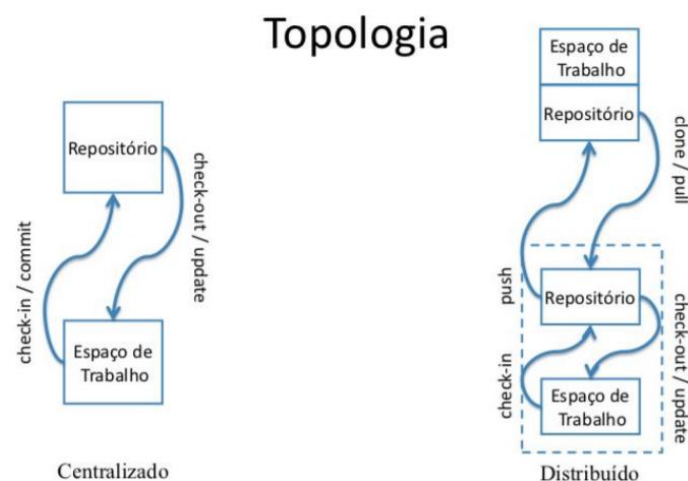 Topologia
Repositório
check-in / commit
check-out / update
Espaço de
Trabalho
Centralizado
Espaço de
Trabalho
Repositório
clone / pull
push
Repositório
check-in
check-out / update
Espaço de
Trabalho
Distribuído